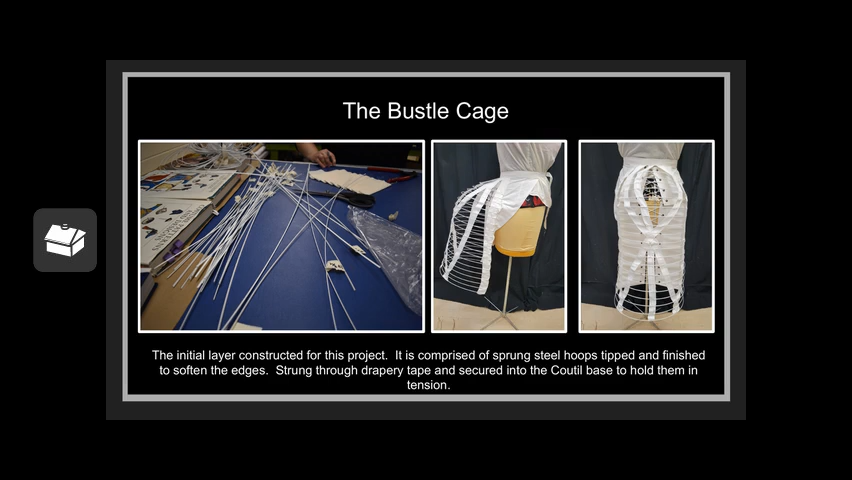 The Bustle Cage
The initial layer constructed for this project.  It is comprised of sprung steel hoops tipped and finished
to soften the edges.  Strung through drapery tape and secured into the Coutil base to hold them in
tension.